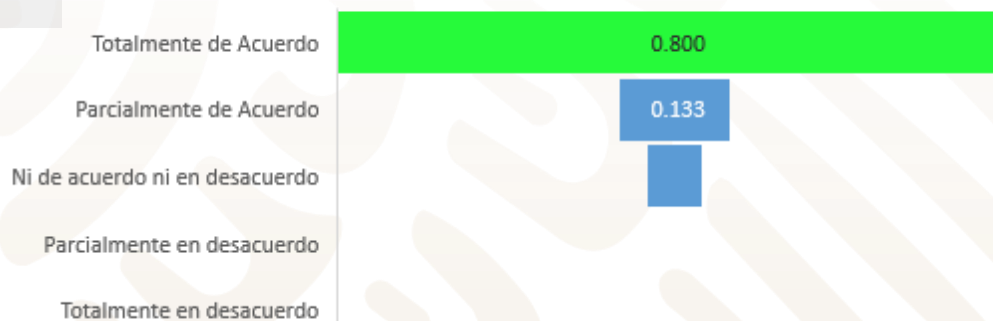 Totalmente de Acuerdo 0.800
Parcialmente de Acuerdo 0.133
Ni de acuerdo ni en desacuerdo
Parcialmente en desacuerdo
Totalmente en desacuerdo